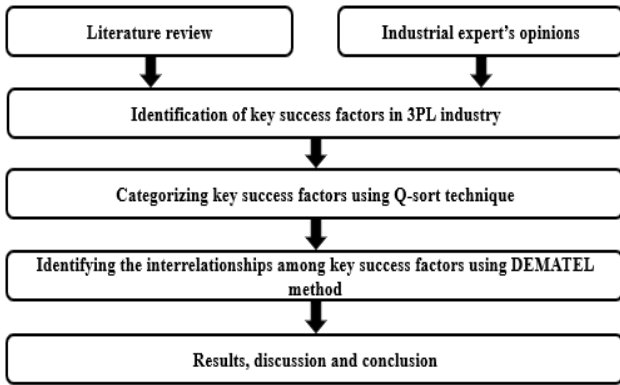 Literature review
Industrial expert's opinions
Identification of key success factors in 3PL industry
Categorizing key success factors using Q-sort technique
Identifying the interrelationships among key success factors using DEMATEL
method
Results, discussion and conclusion